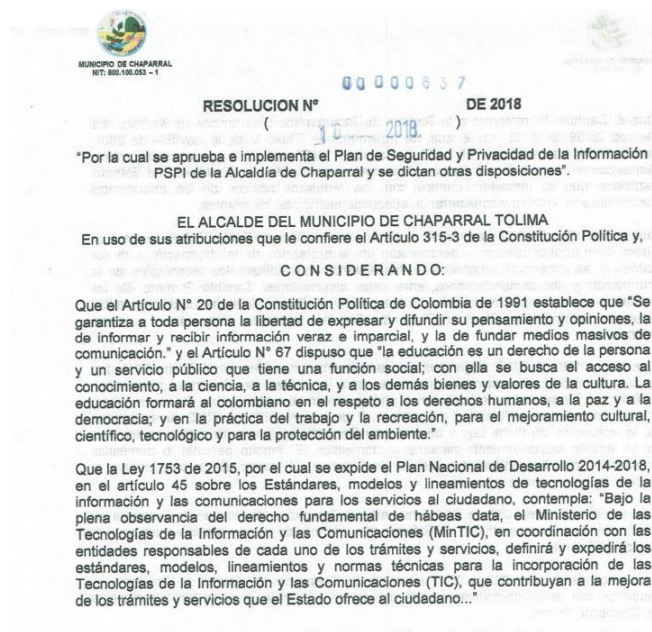 MUNICIPIO DE CHAPARRAL
NIT: 800.100.053 – 1
00000637
RESOLUCION Nº DE 2018
( 10 2018. )
“Por la cual se aprueba e implementa el Plan de Seguridad y Privacidad de la Información
PSPI de la Alcaldía de Chaparral y se dictan otras disposiciones”.
EL ALCALDE DEL MUNICIPIO DE CHAPARRAL TOLIMA
En uso de sus atribuciones que le confiere el Artículo 315-3 de la Constitución Política y,
C O N S I D E R A N D O:
Que el Artículo N° 20 de la Constitución Política de Colombia de 1991 establece que “Se
garantiza a toda persona la libertad de expresar y difundir su pensamiento y opiniones, la
de informar y recibir información veraz e imparcial, y la de fundar medios masivos de
comunicación.” y el Artículo N° 67 dispuso que “la educación es un derecho de la persona
y un servicio público que tiene una función social; con ella se busca el acceso al
conocimiento, a la ciencia, a la técnica, y a los demás bienes y valores de la cultura. La
educación formará al colombiano en el respeto a los derechos humanos, a la paz y a la
democracia; y en la práctica del trabajo y la recreación, para el mejoramiento cultural,
científico, tecnológico y para la protección del ambiente.”
Que la Ley 1753 de 2015, por el cual se expide el Plan Nacional de Desarrollo 2014-2018,
en el artículo 45 sobre los Estándares, modelos y lineamientos de tecnologías de la
información y las comunicaciones para los servicios al ciudadano, contempla: “Bajo la
plena observancia del derecho fundamental de hábeas data, el Ministerio de las
Tecnologías de la Información y las Comunicaciones (MinTIC), en coordinación con las
entidades responsables de cada uno de los trámites y servicios, definirá y expedirá los
estándares, modelos, lineamientos y normas técnicas para la incorporación de las
Tecnologías de la Información y las Comunicaciones (TIC), que contribuyan a la mejora
de los trámites y servicios que el Estado ofrece al ciudadano...”